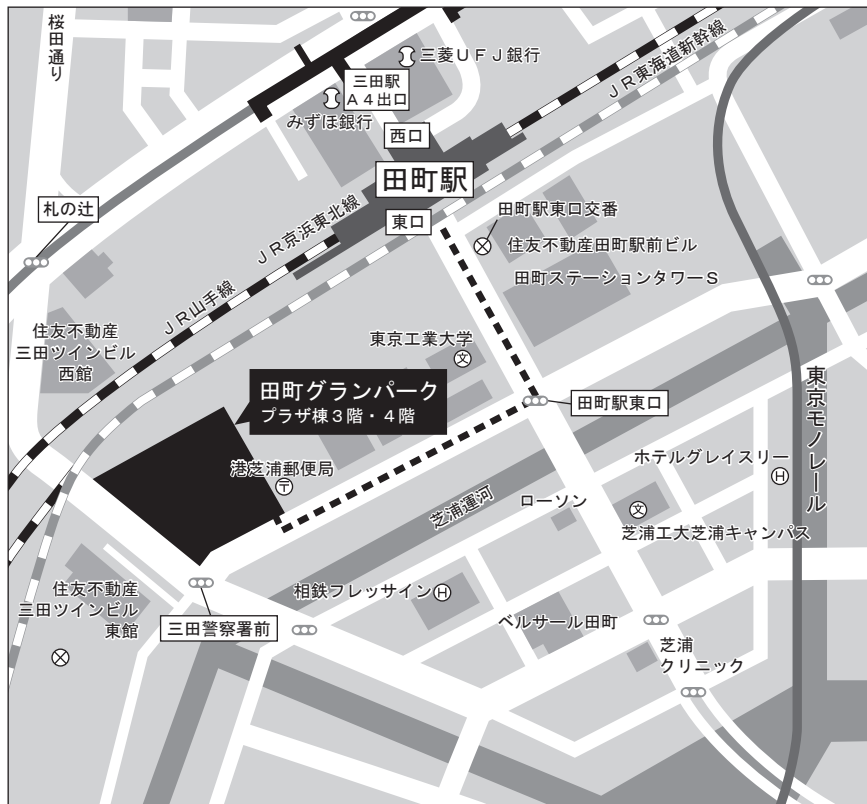 桜田通り
三菱ＵＦＪ銀行
三田駅
Ａ４出口
みずほ銀行
ＪＲ東海道新幹線
西口
田町駅
東口
札の辻
ＪＲ京浜東北線
ＪＲ山手線
田町駅東口交番
住友不動産田町駅前ビル
田町ステーションタワーＳ
住友不動産
三田ツインビル
西館
東京工業大学
文
田町グランパーク
プラザ棟３階・４階
田町駅東口
東京モノレール
港芝浦郵便局
〒
芝浦運河
ホテルグレイスリー
H
ローソン
文
芝浦工大芝浦キャンパス
住友不動産
三田ツインビル
東館
三田警察署前
相鉄フレッサイン
H
ベルサール田町
芝浦
クリニック